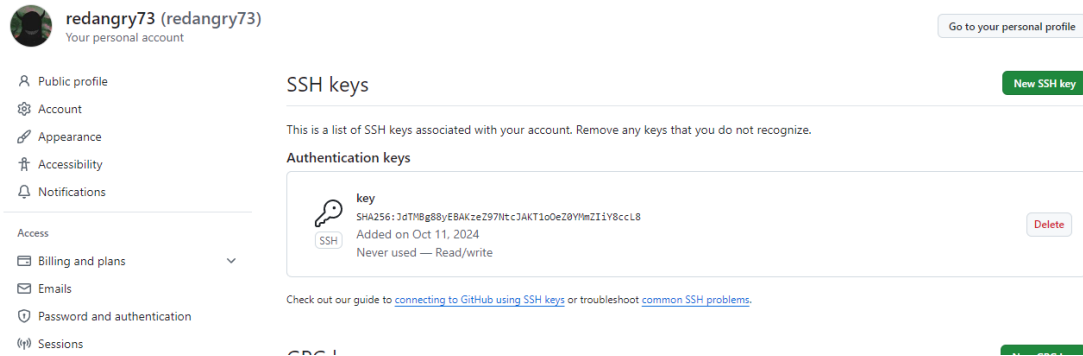 redangry73 (redangry73)
Your personal account
Go to your personal profile
Public profile
Account
Appearance
Accessibility
Notifications
Access
Billing and plans
Emails
Password and authentication
Sessions
SSH keys
New SSH key
This is a list of SSH keys associated with your account. Remove any keys that you do not recognize.
Authentication keys
key
SHA256:JdTMBg88yEBAKzeZ97NtcJAKT1oOeZ0YMmZIiY8ccL8
SSH
Added on Oct 11, 2024
Never used — Read/write
Delete
Check out our guide to connecting to GitHub using SSH keys or troubleshoot common SSH problems.